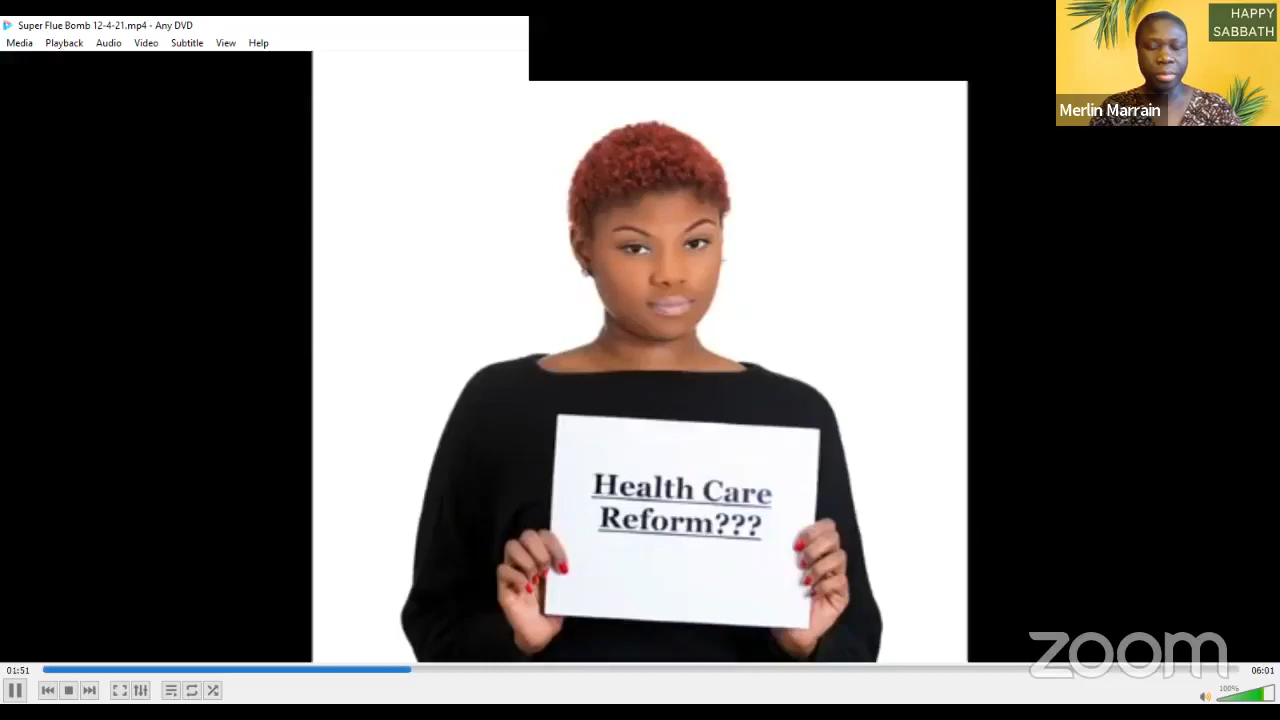 Super Flue Bomb 12-4-21.mp4 - Any DVD
Media Playback Audio Video Subtitle View Help
HAPPY
SABBATH
Merlin Marrain
Health Care
Reform???
zoom
01:51
06:01
100%